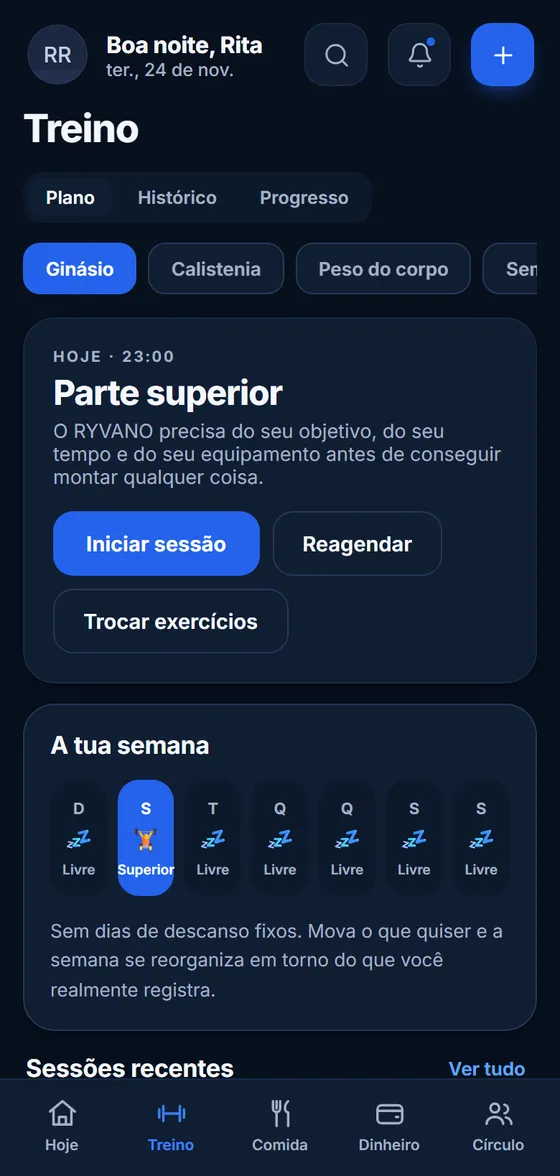 RR
Boa noite, Rita
ter., 24 de nov.
Treino
Plano Histórico Progresso
Ginásio Calistenia Peso do corpo
HOJE · 23:00
Parte superior
O RYVANO precisa do seu objetivo, do seu
tempo e do seu equipamento antes de conseguir
montar qualquer coisa.
Iniciar sessão Reagendar
Trocar exercícios
A tua semana
D S T Q Q S S
Livre Superior Livre Livre Livre Livre Livre
Sem dias de descanso fixos. Mova o que quiser e a
semana se reorganiza em torno do que você
realmente registra.
Sessões recentes Ver tudo
Hoje Treino Comida Dinheiro Círculo